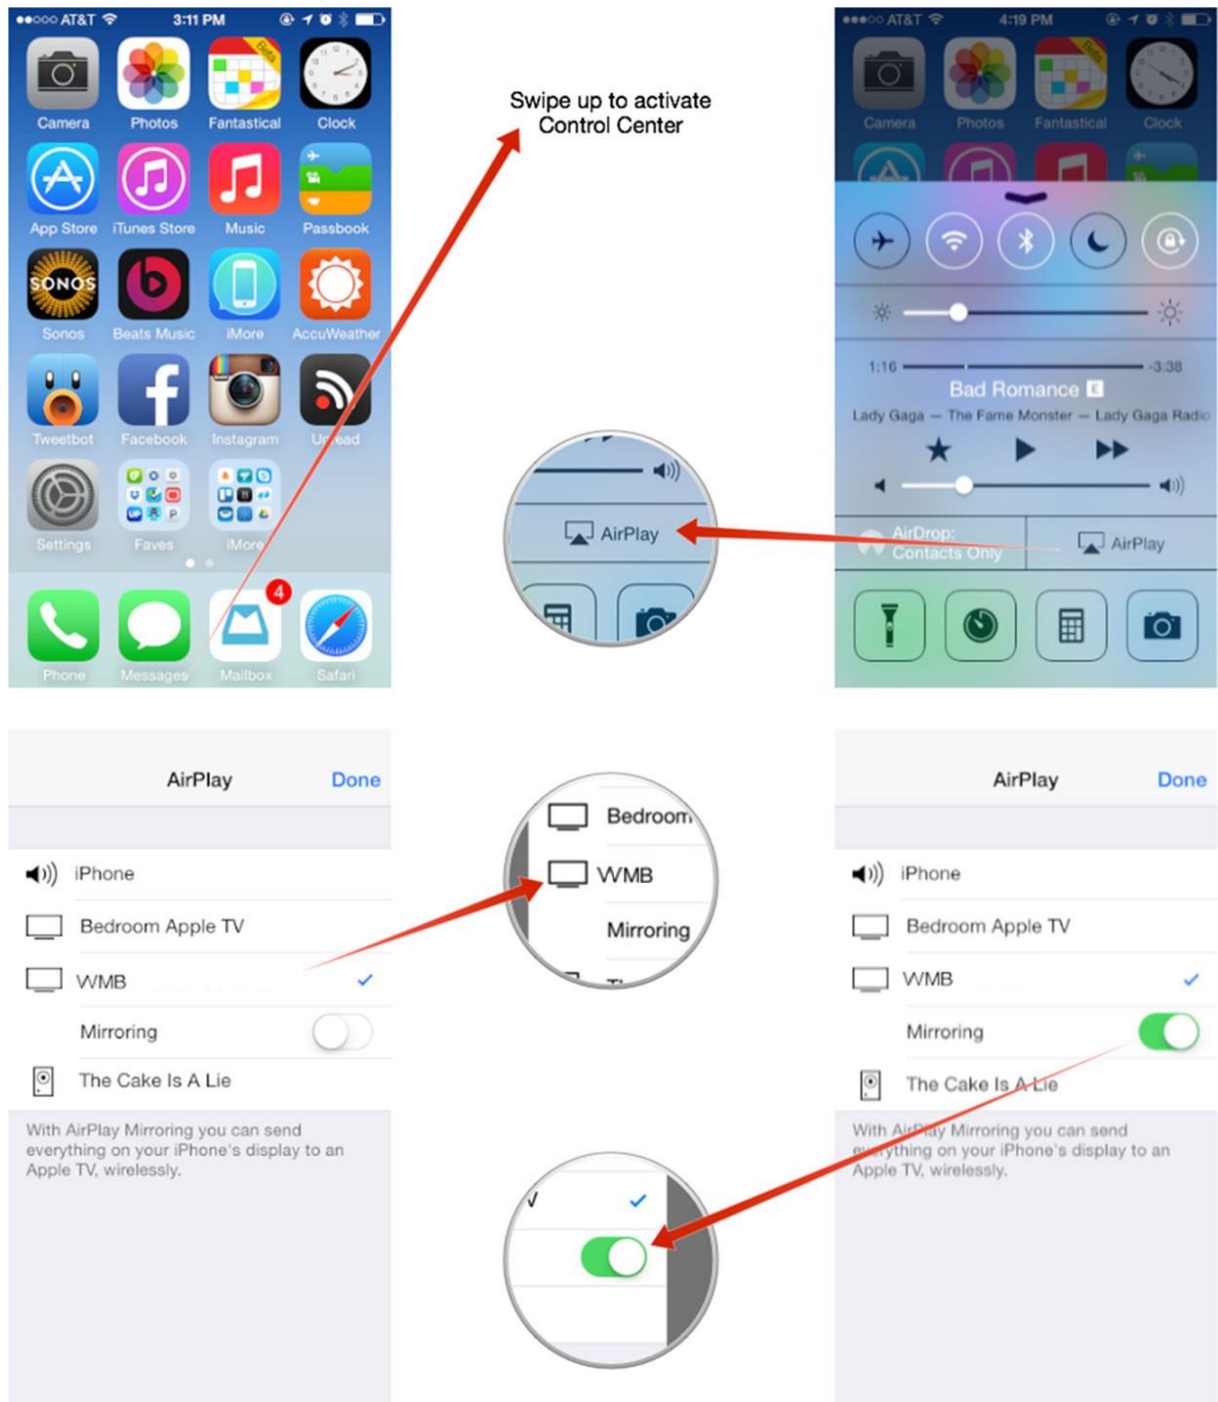 ●●○○○ AT&T 3:11 PM
Camera Photos Fantastical Clock
Beta
App Store iTunes Store Music Passbook
SONOS
Sonos Beats Music iMore AccuWeather
Tweetbot Facebook Instagram Unread
Settings Faves iMore
4
Phone Messages Mailbox Safari
Swipe up to activate
Control Center
AirPlay
●●●○○ AT&T 4:19 PM
Camera Photos Fantastical Clock
Beta
1:16 -3:38
Bad Romance E
Lady Gaga — The Fame Monster — Lady Gaga Radio
AirDrop:
Contacts Only
AirPlay
AirPlay Done
iPhone
Bedroom Apple TV
WMB
Mirroring
The Cake Is A Lie
With AirPlay Mirroring you can send
everything on your iPhone's display to an
Apple TV, wirelessly.
Bedroom
WMB
Mirroring
AirPlay Done
iPhone
Bedroom Apple TV
WMB
Mirroring
The Cake Is A Lie
With AirPlay Mirroring you can send
everything on your iPhone's display to an
Apple TV, wirelessly.